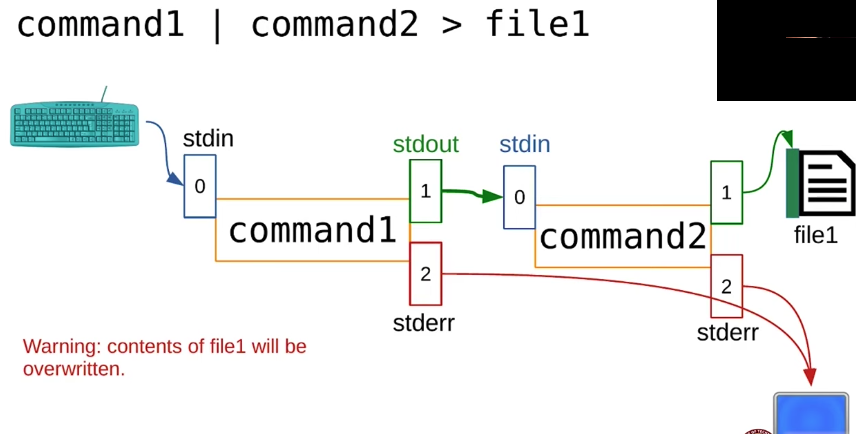 command1 | command2 > file1
stdin
stdout
stdin
0
1
0
1
command1
command2
file1
2
2
stderr
stderr
Warning: contents of file1 will be
overwritten.